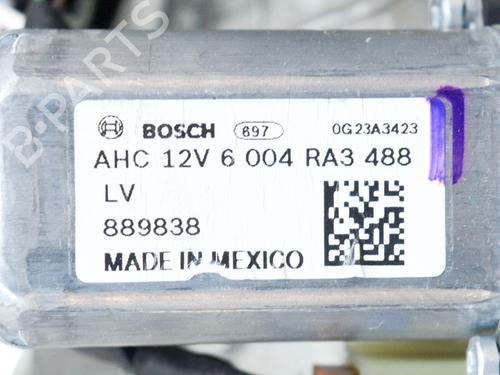 B-PARTS
BOSCH 697 0G23A3423
AHC 12V 6 004 RA3 488
LV
889838
MADE IN MEXICO